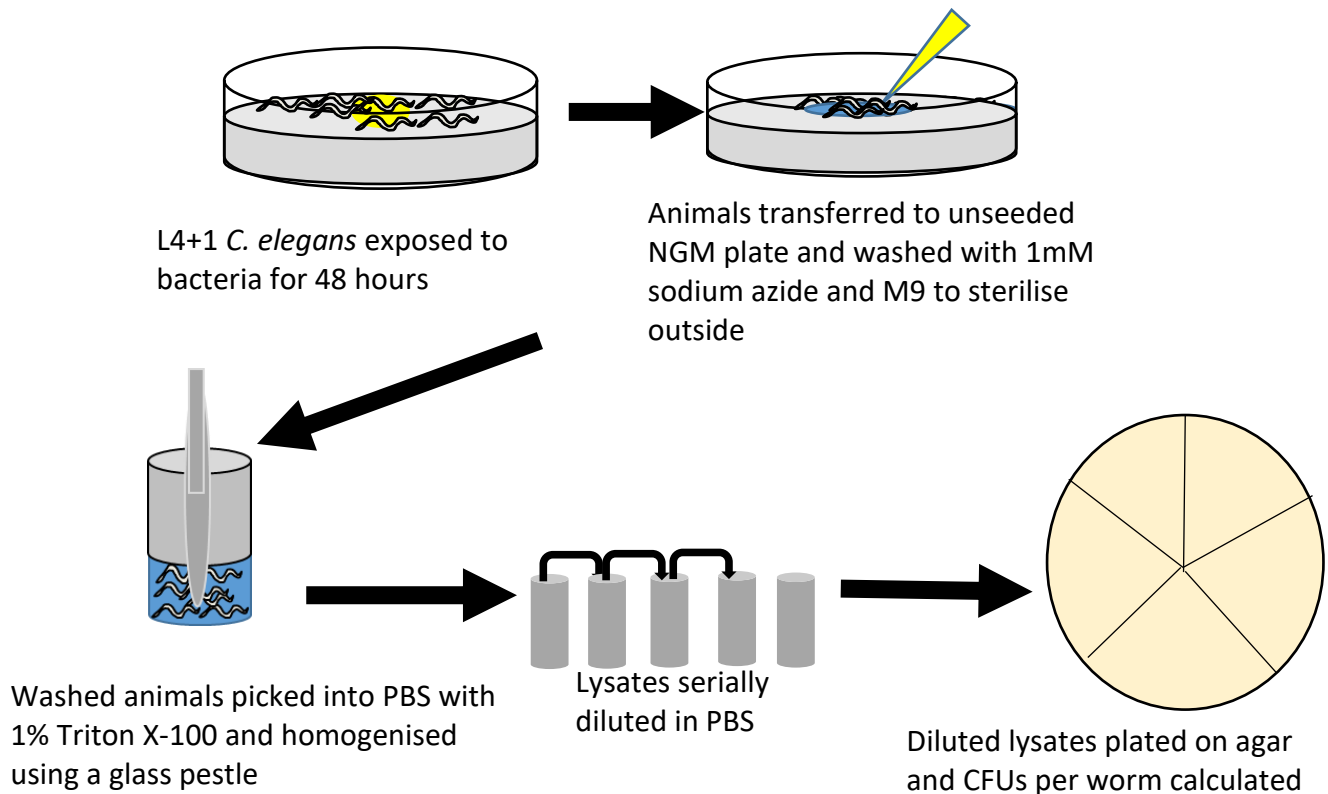 L4+1 C. elegans exposed to
bacteria for 48 hours
Animals transferred to unseeded
NGM plate and washed with 1mM
sodium azide and M9 to sterilise
outside
Washed animals picked into PBS with
1% Triton X-100 and homogenised
using a glass pestle
Lysates serially
diluted in PBS
Diluted lysates plated on agar
and CFUs per worm calculated